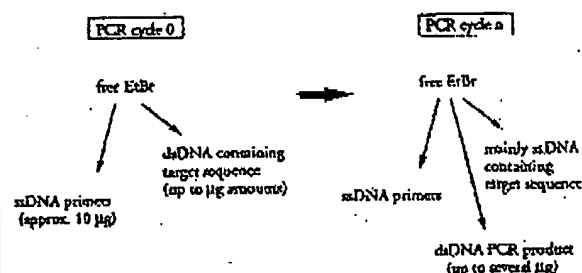 PCR cycle 0
free EtBr
ssDNA primers
(approx. 10 µg)
dsDNA containing
target sequence
(up to µg amounts)
PCR cycle n
free EtBr
ssDNA primers
mainly ssDNA
containing
target sequence
dsDNA PCR product
(up to several µg)